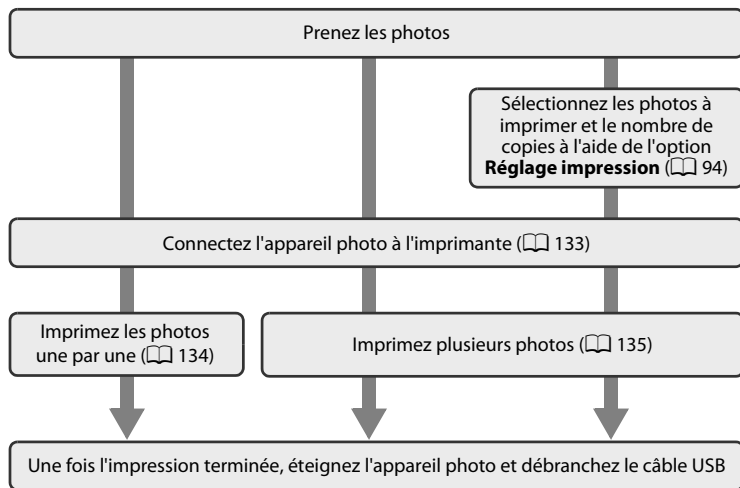 Prenez les photos
Sélectionnez les photos à
imprimer et le nombre de
copies à l'aide de l'option
Réglage impression (📖 94)
Connectez l'appareil photo à l'imprimante (📖 133)
Imprimez les photos
une par une (📖 134)
Imprimez plusieurs photos (📖 135)
Une fois l'impression terminée, éteignez l'appareil photo et débranchez le câble USB